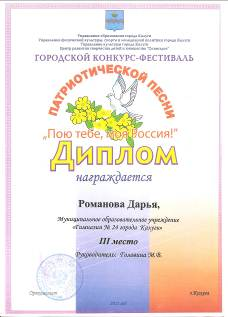 Управление образования города Калуги
Управление физической культуры, спорта и молодежной политики города Калуги
Управление культуры города Калуги
Центр развития творчества детей и юношества "Созвездие"
ГОРОДСКОЙ КОНКУРС-ФЕСТИВАЛЬ
ПАТРИОТИЧЕСКОЙ ПЕСНИ
„Пою тебе, моя Россия!"
Диплом
награждается
Романова Дарья,
Муниципальное образовательное учреждение
«Гимназия № 24 города Калуги»
III место
Руководитель: Головина М.В.
Оргкомитет
г.Калуга